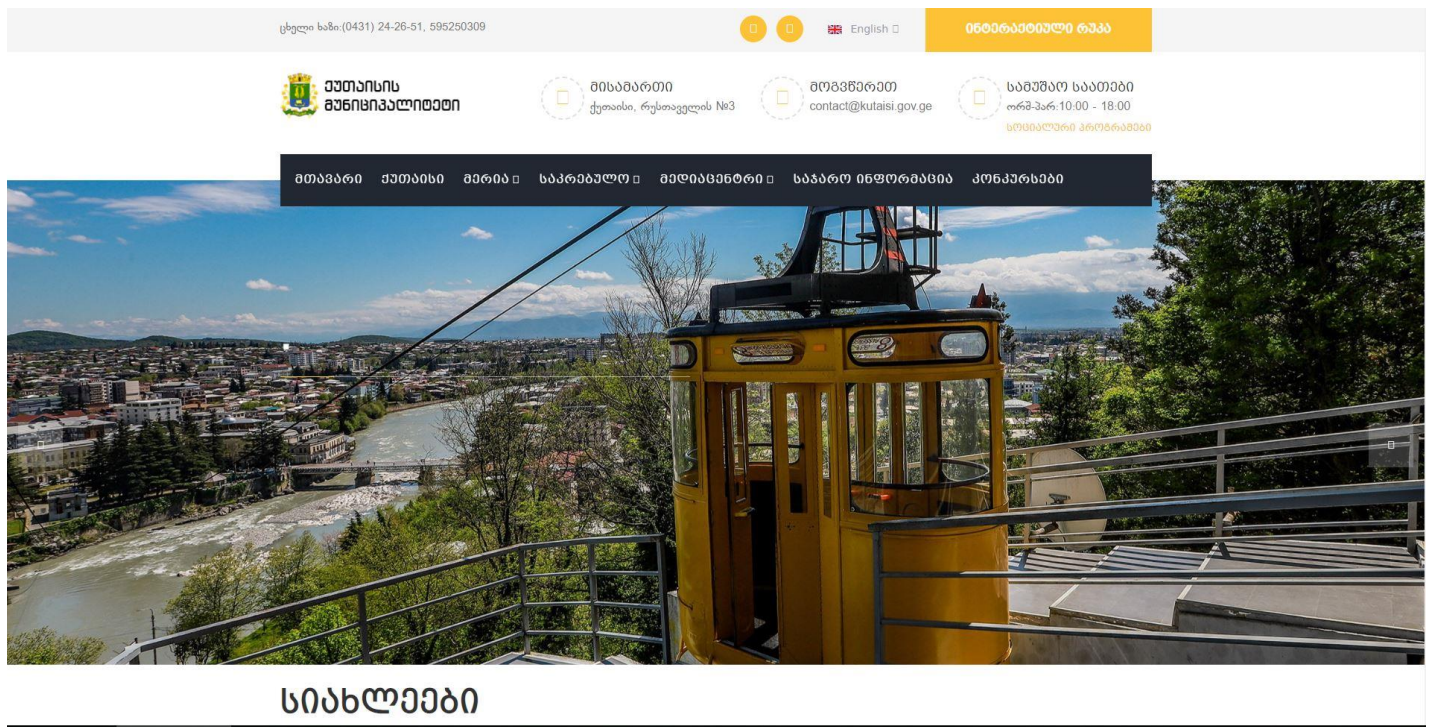 ცხელი ხაზი:(0431) 24-26-51, 595250309
English
ინტერაქტიული რუკა
ქუთაისის
მუნიციპალიტეტი
მისამართი
ქუთაისი, რუსთაველის №3
მოგვწერეთ
contact@kutaisi.gov.ge
სამუშაო საათები
ორშ-პარ:10:00 - 18:00
სოციალური პროგრამები
მთავარი ქუთაისი მერია საკრებულო მედიაცენტრი საჯარო ინფორმაცია კონკურსები
სიახლეები